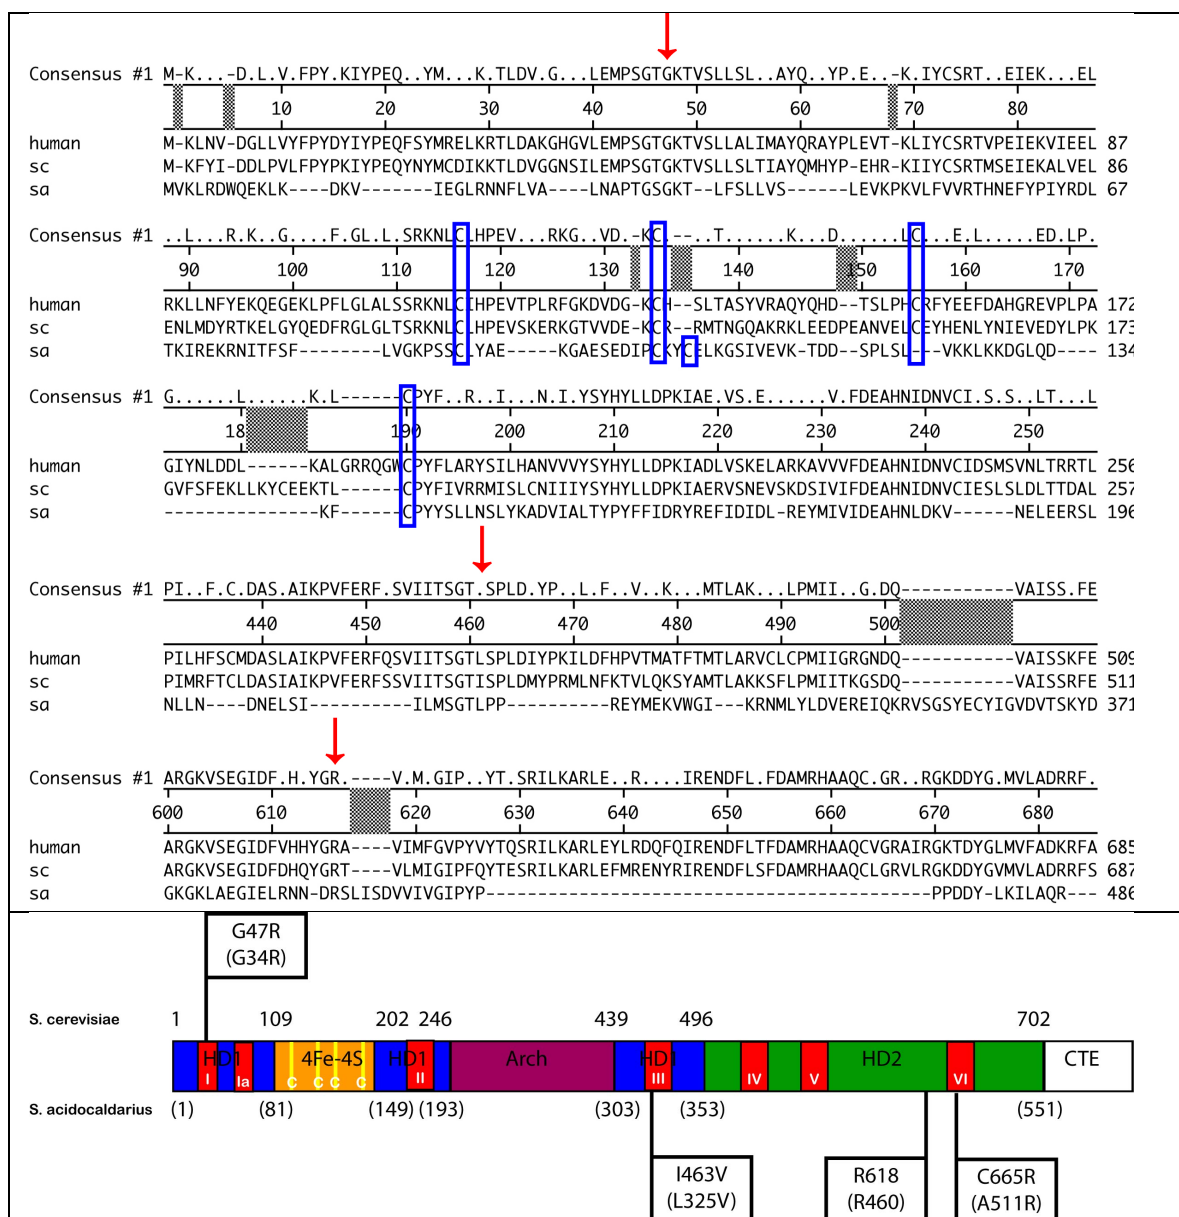 Consensus #1 M-K....-D.L.V.FPY.KIYPEQ..YM...K.TLDV.G...LEMPSGTGKTVSLLSL..AYQ..YP.E..-K.IYCSRT..EIEK...EL
10 20 30 40 50 60 70 80
human M-KLNV-DGLLVYFPYDYIYPEQFSYMRELKRTLDAKGHGVLEMPSGTGKTVSLLALIMAYQRAYPLEVT-KLIYCSRTVPEIEKVIEEL 87
sc M-KFYI-DDLPVLFPYPKIYPEQYNYMCDIKKTLDVGGNSILEMPSGTGKTVSLLSLTIAYQMHYP-EHR-KIIYCSRTMSEIEKALVEL 86
sa MVKLRDWQEKLK----DKV-------IEGLRNNFLVA---LNAPTGSGKT--LFSLLVS-----LEVKPKVLFVVRTHNEFYPIYRDL 67
Consensus #1 ..L...R.K..G....F.GL.L.SRKNLCLHPEV...RKG..VD.-KC.--..T......K...D......LC...E.L.....ED.LP.
90 100 110 120 130 140 150 160 170
human RKLLNFYEKQEGEKLPFLGLALSSRKNLCIHPEVTPLRFGKDVDG-KCH--SLTASYVRAQYQHD--TSLPHCRFYEEFDAHGREVPLPA 172
sc ENLMDYRTKELGYQEDFRGLGLTSRKNLCLHPEVSKERKGTVVDE-KCR--RMTNGQAKRKLEEDPEANVELCEYHENLYNIEVEDYLPK 173
sa TKIREKRNITFSF-------LVGKPSSCLYAE-----KGAESEDIPCKYCELKGSIVEVK-TDD--SPLSL--VKKLKKDGLQD---- 134
Consensus #1 G......L......K.L------CPYF..R..I...N.I.YSYHYLLDPKIAE.VS.E......V.FDEAHNIDNVCI.S.S..LT...L
18 190 200 210 220 230 240 250
human GIYNLDDL------KALGRRQGWCPYFLARYSILHANVVVYSYHYLLDPKIADLVSKELARKAVVVFDEAHNIDNVCIDSMSVNLTRRTL 256
sc GVFSFEKLLKYCEEKTL------CPYFIVRRMISLCNIIIYSYHYLLDPKIAERVSNEVSKDSIVIFDEAHNIDNVCIESLSLDLTTDAL 257
sa ---------------KF------CPYYSLLNSLYKADVIALTYPYFFIDRYREFIDIDL-REYMIVIDEAHNLDKV-----NELEERSL 196
Consensus #1 PI..F.C.DAS.AIKPVFERF.SVIITSGT.SPLD.YP..L.F..V..K...MTLAK...LPMII..G.DQ-----------VAISS.FE
440 450 460 470 480 490 500
human PILHFSCMDASLAIKPVFERFQSVIITSGTLSPLDIYPKILDFHPVTMATFTMTLARVCLCPMIIGRGNDQ-----------VAISSKFE 509
sc PIMRFTCLDASIAIKPVFERFSSVIITSGTISPLDMYPRMLNFKTVLQKSYAMTLAKKSFLPMIITKGSDQ-----------VAISSRFE 511
sa NLLN----DNELSI----------ILMSGTLPP-------REYMEKVWGI---KRNMLYLDVEREIQKRVSGSYECYIGVDVTSKYD 371
Consensus #1 ARGKVSEGIDF.H.YGR.----V.M.GIP..YT.SRILKARLE..R....IRENDFL.FDAMRHAAQC.GR..RGKDDYG.MVLADRRF.
600 610 620 630 640 650 660 670 680
human ARGKVSEGIDFVHHYGRA----VIMFGVPYVYTQSRILKARLEYLRDQFQIRENDFLTFDAMRHAAQCVGRAIRGKTDYGLMVFADKRFA 685
sc ARGKVSEGIDFDHQYGRT----VLMIGIPFQYTESRILKARLEFMRENYRIRENDFLSFDAMRHAAQCLGRVLRGKDDYGVMVLADRRFS 687
sa GKGKLAEGIELRNN-DRSLISDVVIVGIPYP-------------------------------------------PPDDY-LKILAQR--- 486
G47R
(G34R)
S. cerevisiae 1 109 202 246 439 496 702
HD1 4Fe-4S HD1 Arch HD1 HD2 CTE
I Ia C C C C II III IV V VI
S. acidocaldarius (1) (81) (149) (193) (303) (353) (551)
I463V R618 C665R
(L325V) (R460) (A511R)